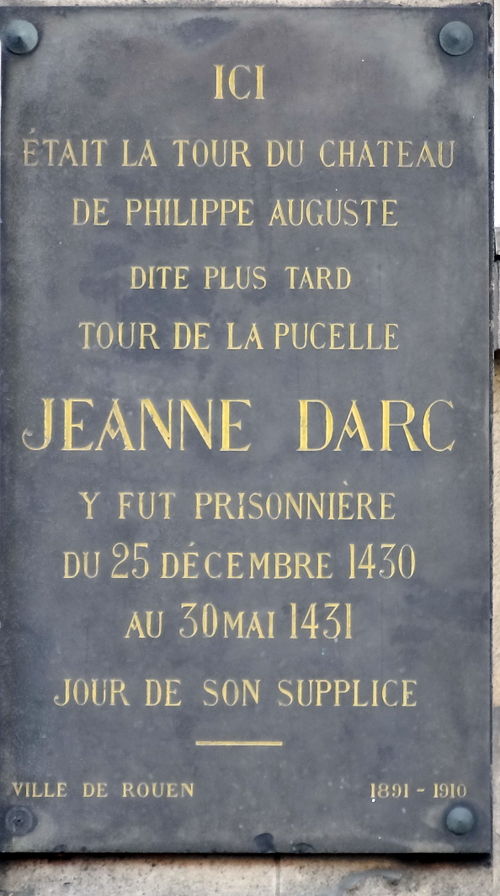 ICI
ÉTAIT LA TOUR DU CHATEAU
DE PHILIPPE AUGUSTE
DITE PLUS TARD
TOUR DE LA PUCELLE
JEANNE DARC
Y FUT PRISONNIÈRE
DU 25 DÉCEMBRE 1430
AU 30 MAI 1431
JOUR DE SON SUPPLICE
VILLE DE ROUEN 1891 - 1910